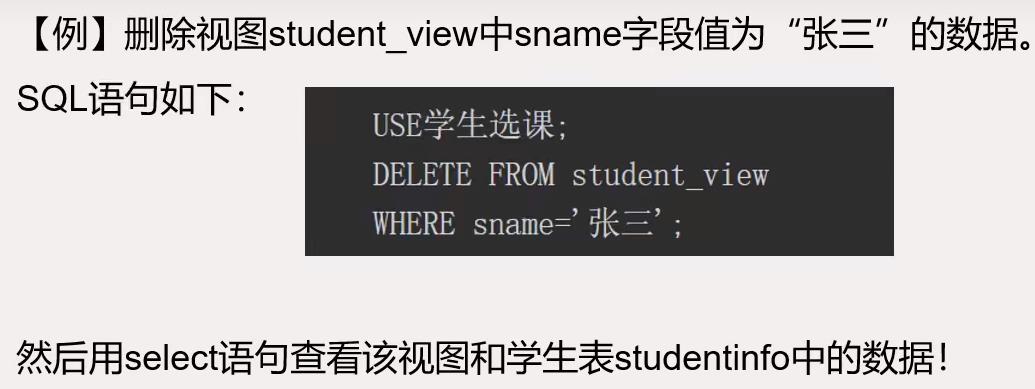 【例】删除视图student_view中sname字段值为“张三”的数据。
SQL语句如下：
USE学生选课;
DELETE FROM student_view
WHERE sname='张三';
然后用select语句查看该视图和学生表studentinfo中的数据！